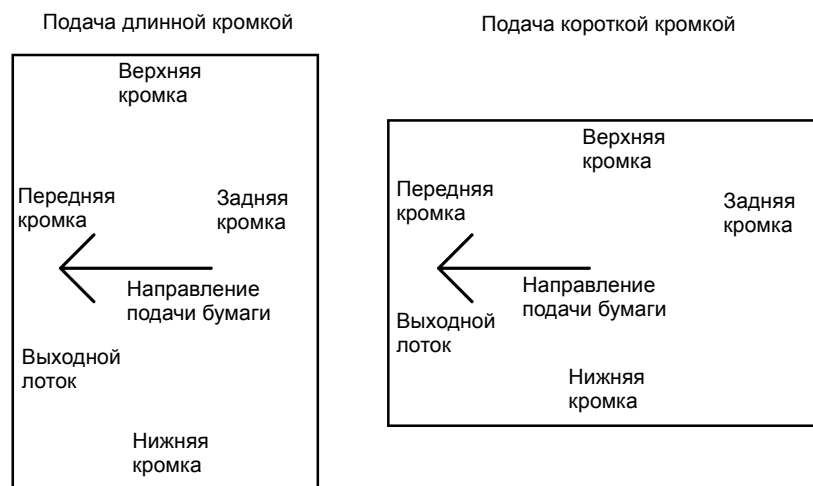 Подача длинной кромкой
Верхняя
кромка
Передняя
кромка
Задняя
кромка
Направление
подачи бумаги
Выходной
лоток
Нижняя
кромка
Подача короткой кромкой
Верхняя
кромка
Передняя
кромка
Задняя
кромка
Направление
подачи бумаги
Выходной
лоток
Нижняя
кромка